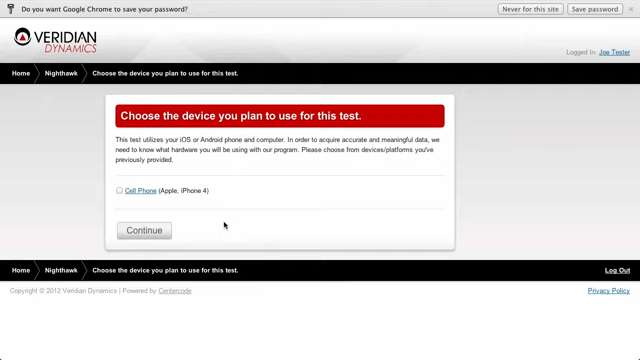 Do you want Google Chrome to save your password?
Never for this site
Save password
VERIDIAN
DYNAMICS
Logged In: Joe Tester
Home
Nighthawk
Choose the device you plan to use for this test.
Choose the device you plan to use for this test.
This test utilizes your iOS or Android phone and computer. In order to acquire accurate and meaningful data, we
need to know what hardware you will be using with our program. Please choose from devices/platforms you've
previously provided.
Cell Phone (Apple, iPhone 4)
Continue
Home
Nighthawk
Choose the device you plan to use for this test.
Log Out
Copyright © 2012 Veridian Dynamics | Powered by Centercode
Privacy Policy